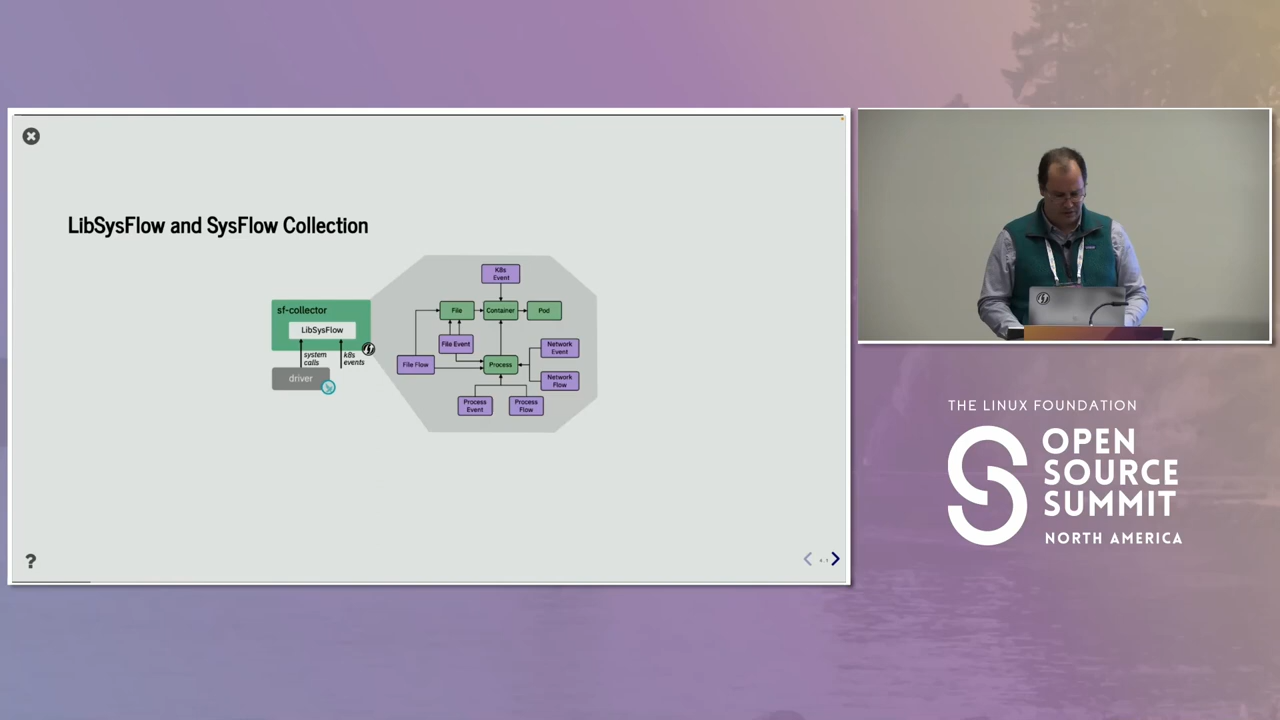 LibSysFlow and SysFlow Collection
sf-collector
LibSysFlow
system
calls
k8s
events
driver
K8s
Event
File
Container
Pod
File Event
Network
Event
File Flow
Process
Network
Flow
Process
Event
Process
Flow
?
THE LINUX FOUNDATION
OPEN
SOURCE
SUMMIT
NORTH AMERICA